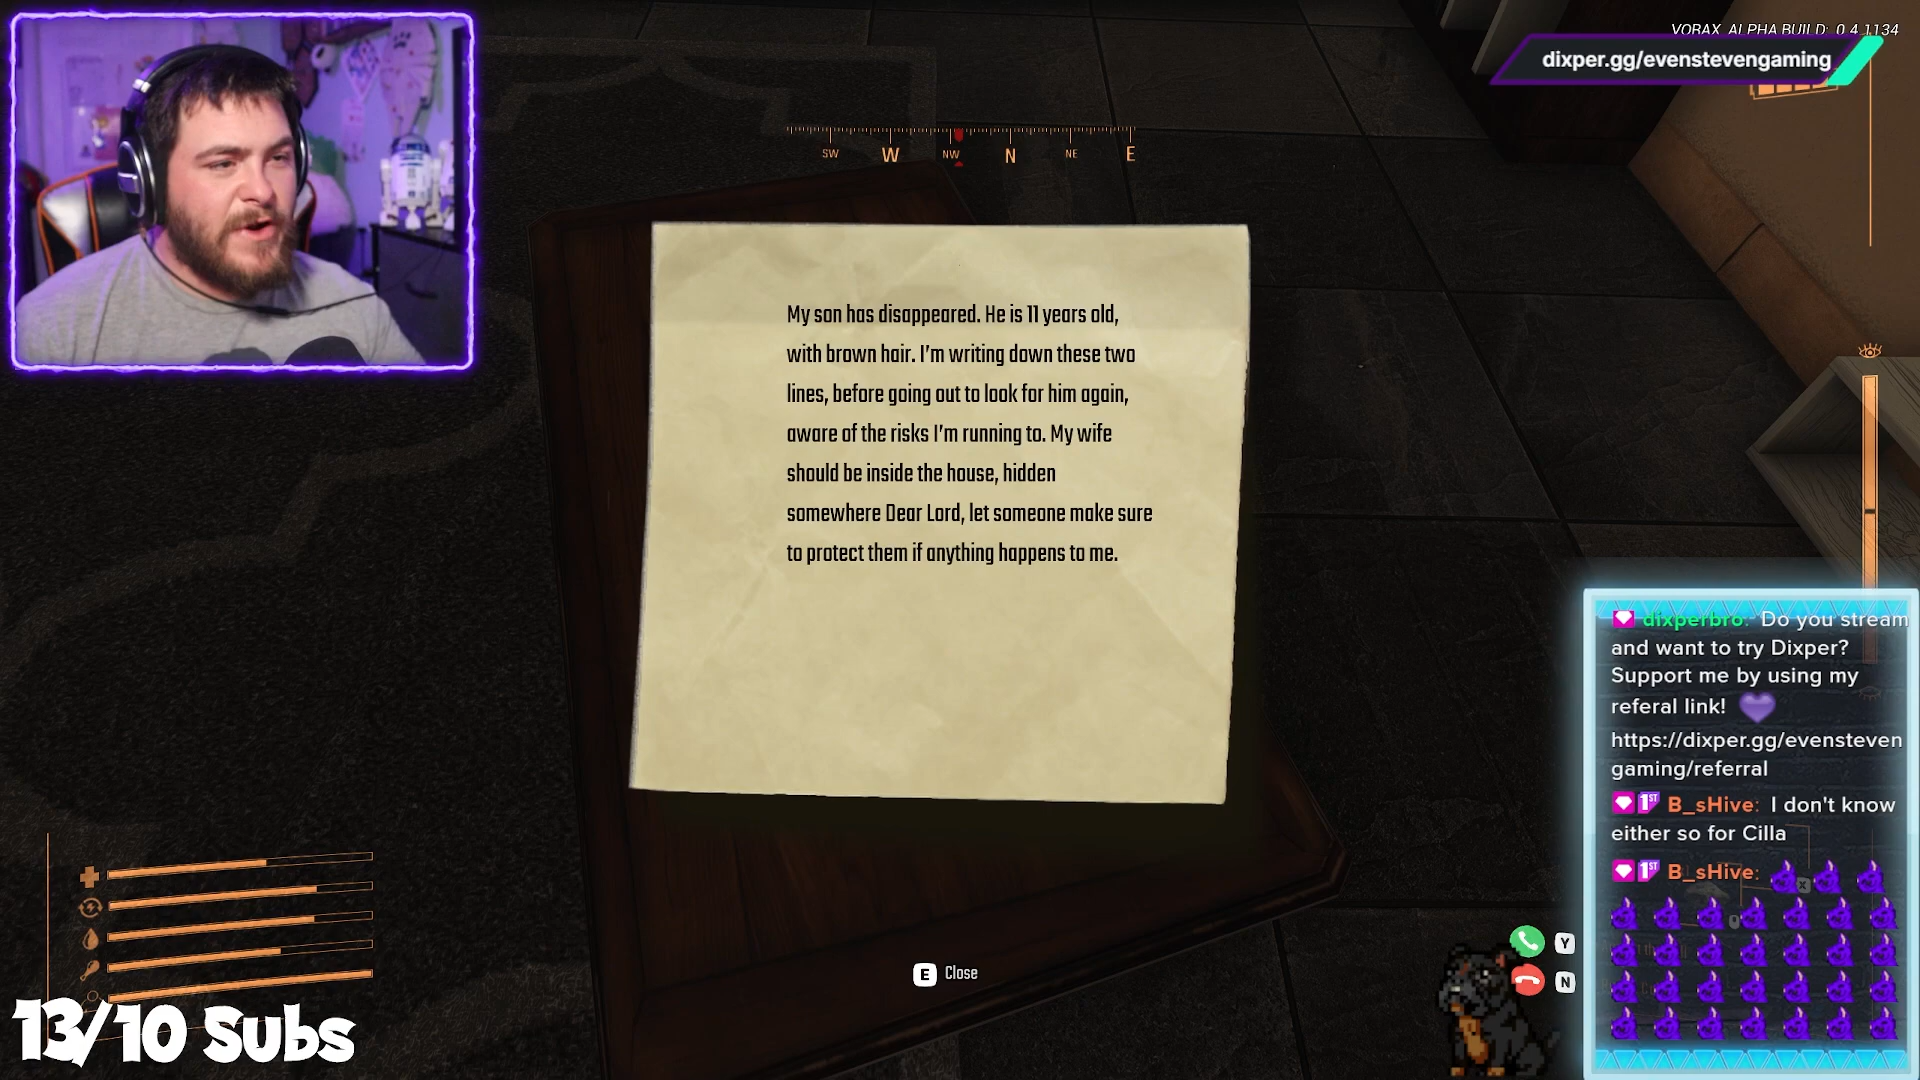 VORAX ALPHA BUILD: 0.4.1134
dixper.gg/evenstevengaming
SW W NW N NE E
My son has disappeared. He is 11 years old,
with brown hair. I'm writing down these two
lines, before going out to look for him again,
aware of the risks I'm running to. My wife
should be inside the house, hidden
somewhere Dear Lord, let someone make sure
to protect them if anything happens to me.
E Close
13/10 Subs
Y
N
dixperbro: Do you stream
and want to try Dixper?
Support me by using my
referal link!
https://dixper.gg/evensteven
gaming/referral
1ST B_sHive: I don't know
either so for Cilla
1ST B_sHive:
X